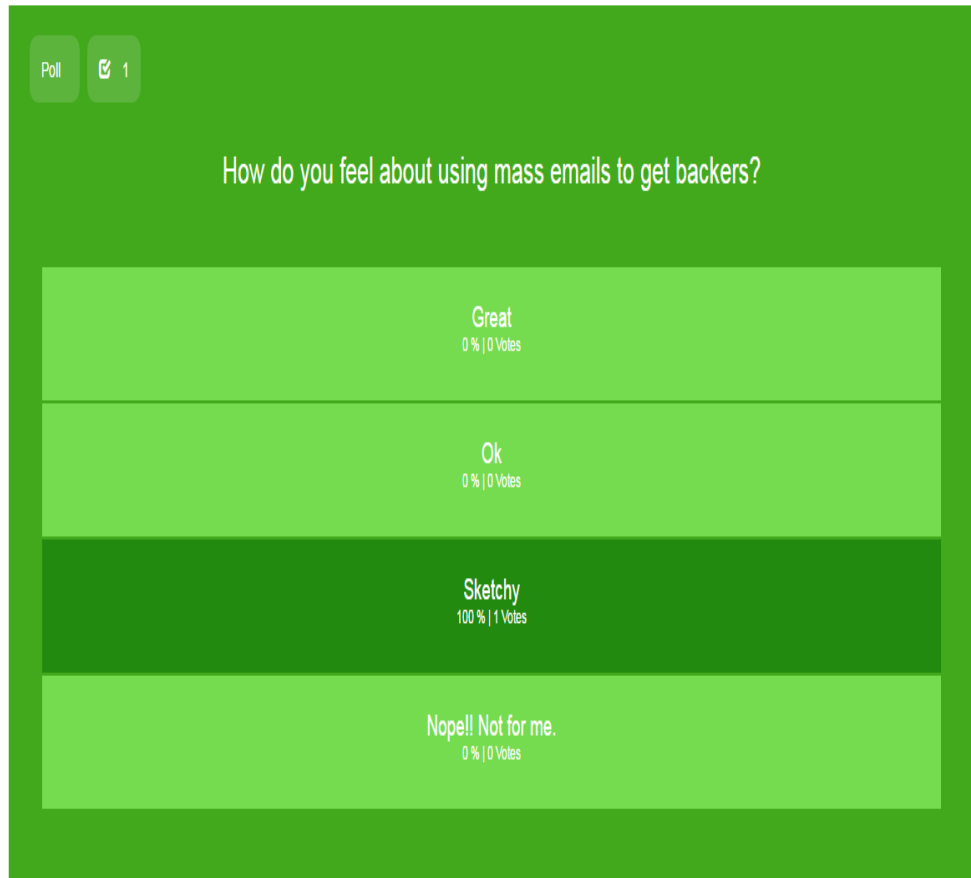 Poll 1
How do you feel about using mass emails to get backers?
Great
0 % | 0 Votes
Ok
0 % | 0 Votes
Sketchy
100 % | 1 Votes
Nope!! Not for me.
0 % | 0 Votes